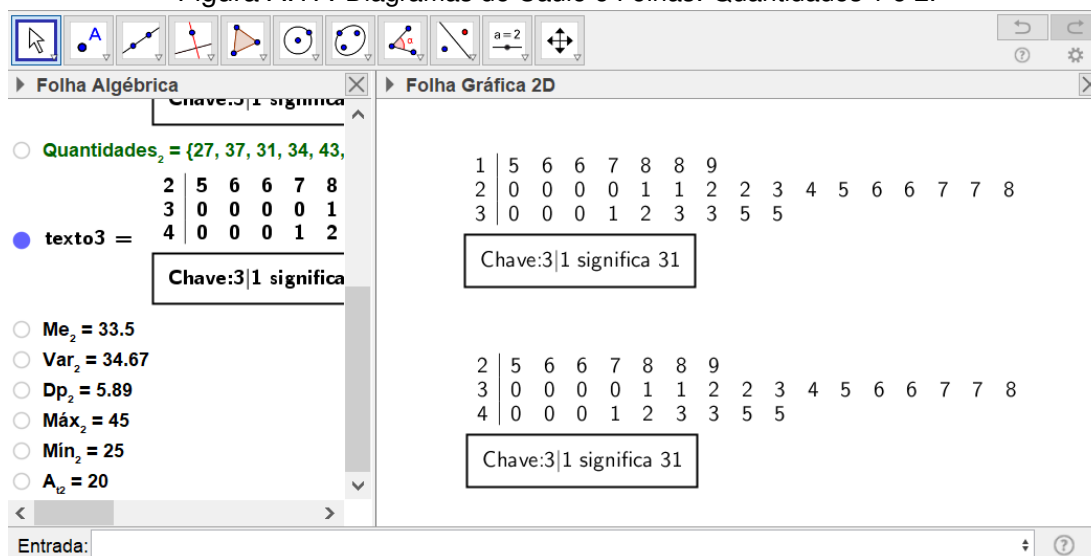 a = 2
Folha Algébrica
Folha Gráfica 2D
Quantidades₂ = {27, 37, 31, 34, 43,
2 | 5 6 6 7 8
3 | 0 0 0 0 1
4 | 0 0 0 1 2
texto3 =
Chave:3|1 significa
Me₂ = 33.5
Var₂ = 34.67
Dp₂ = 5.89
Máx₂ = 45
Mín₂ = 25
A_t2 = 20
1 | 5 6 6 7 8 8 9
2 | 0 0 0 0 1 1 2 2 3 4 5 6 6 7 7 8
3 | 0 0 0 1 2 3 3 5 5
Chave:3|1 significa 31
2 | 5 6 6 7 8 8 9
3 | 0 0 0 0 1 1 2 2 3 4 5 6 6 7 7 8
4 | 0 0 0 1 2 3 3 5 5
Chave:3|1 significa 31
Entrada: